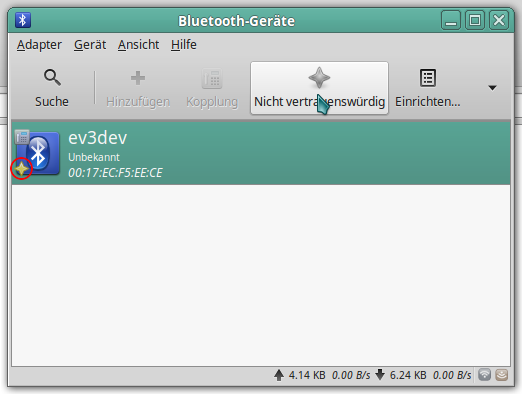 Bluetooth-Geräte
Adapter Gerät Ansicht Hilfe
Suche Hinzufügen Kopplung Nicht vertrauenswürdig Einrichten...
ev3dev
Unbekannt
00:17:EC:F5:EE:CE
4.14 KB 0.00 B/s 6.24 KB 0.00 B/s